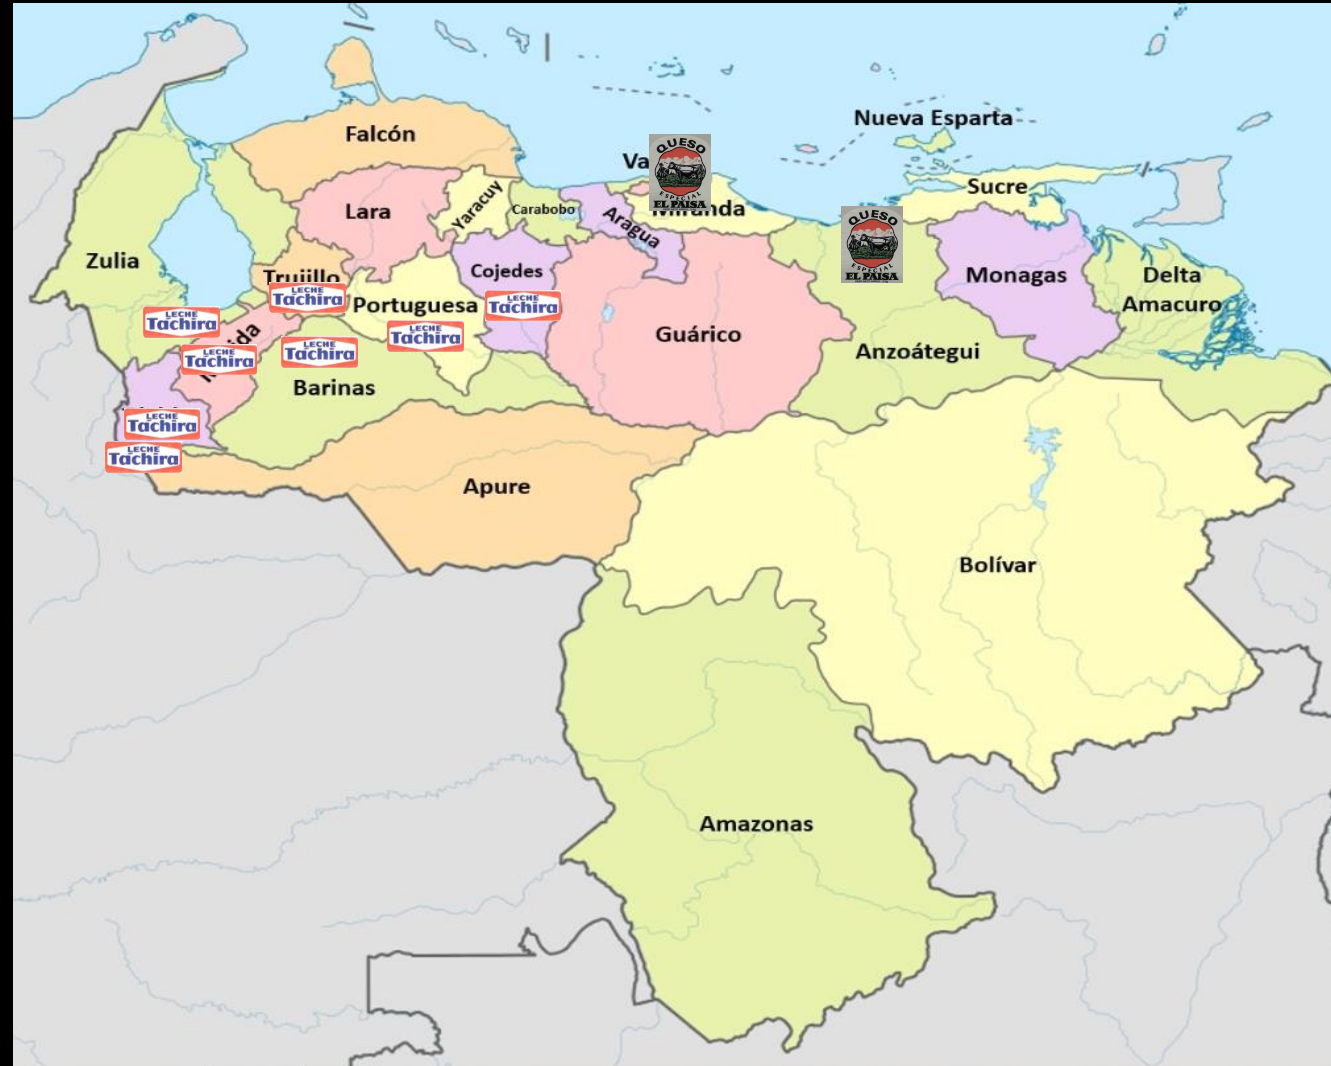 Nueva Esparta
Falcón
Va
QUESO
ESPECIAL
EL PAISA
Sucre
Lara
Yaracuy
Carabobo
Aragua
Miranda
QUESO
ESPECIAL
EL PAISA
Zulia
Trujillo
Cojedes
Monagas
Delta
Amacuro
LECHE
Táchira
Portuguesa
LECHE
Táchira
LECHE
Táchira
LECHE
Táchira
Guárico
Anzoátegui
LECHE
Táchira
LECHE
Táchira
Barinas
LECHE
Táchira
LECHE
Táchira
Apure
Bolívar
Amazonas